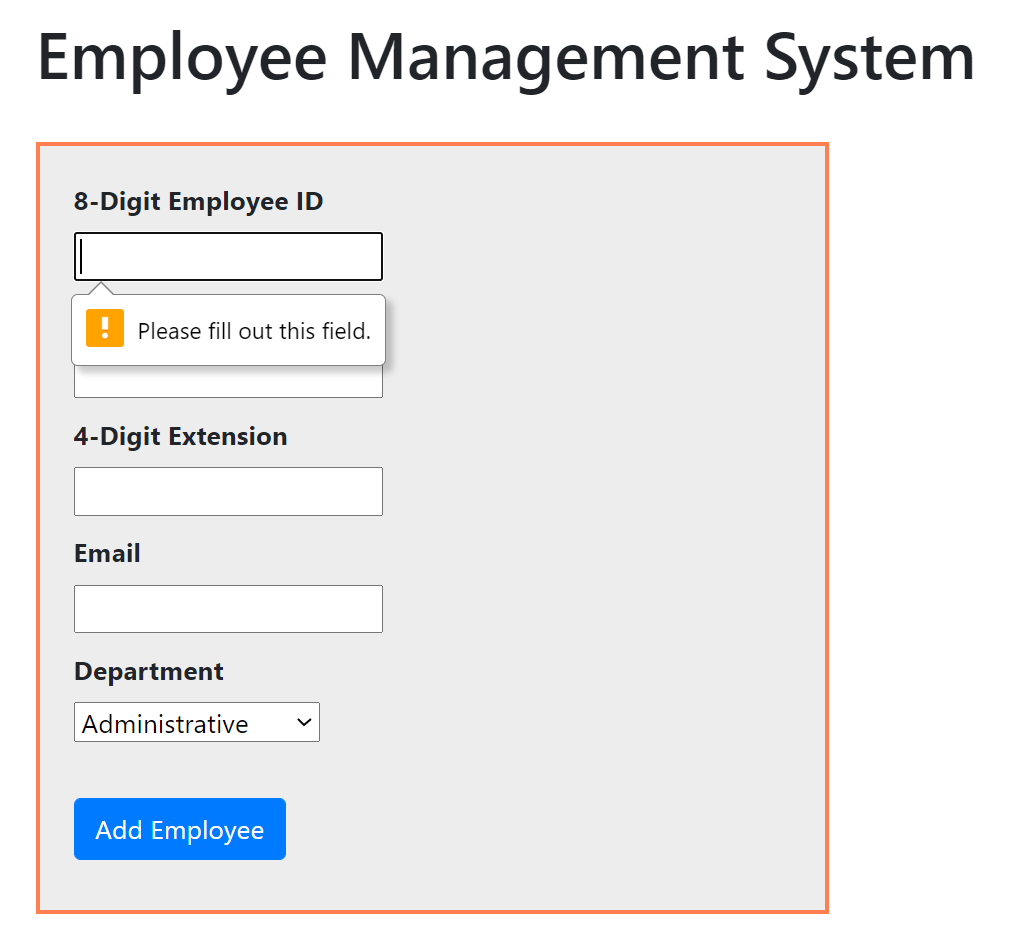 Employee Management System
8-Digit Employee ID
Please fill out this field.
4-Digit Extension
Email
Department
Administrative
Add Employee